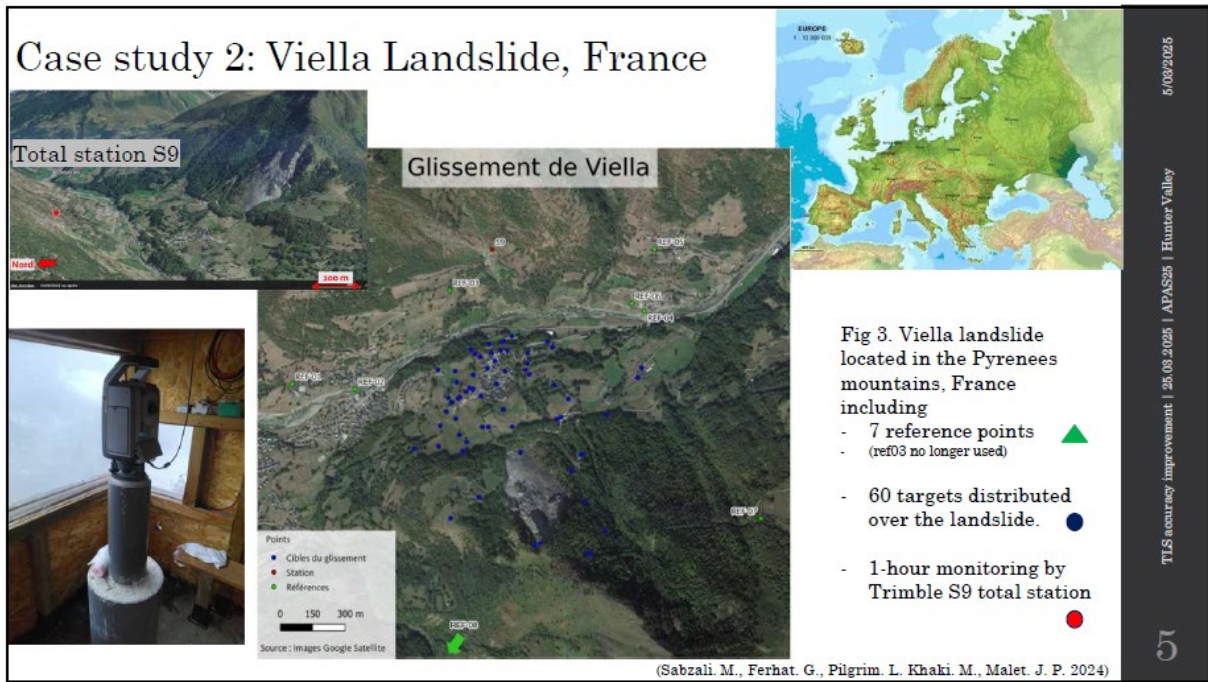 Case study 2: Viella Landslide, France
Total station S9
Nord
300 m
Glissement de Viella
S9
REF-05
REF-03
REF-06
REF-04
REF-01
REF-02
REF-07
REF-08
Points
Cibles du glissement
Station
Références
0 150 300 m
Source : Images Google Satellite
EUROPE
Fig 3. Viella landslide
located in the Pyrenees
mountains, France
including
- 7 reference points
- (ref03 no longer used)
- 60 targets distributed
over the landslide.
- 1-hour monitoring by
Trimble S9 total station
(Sabzali. M., Ferhat. G., Pilgrim. L. Khaki. M., Malet. J. P. 2024)
TLS accuracy improvement | 25.03.2025 | APAS25 | Hunter Valley
5/03/2025
5